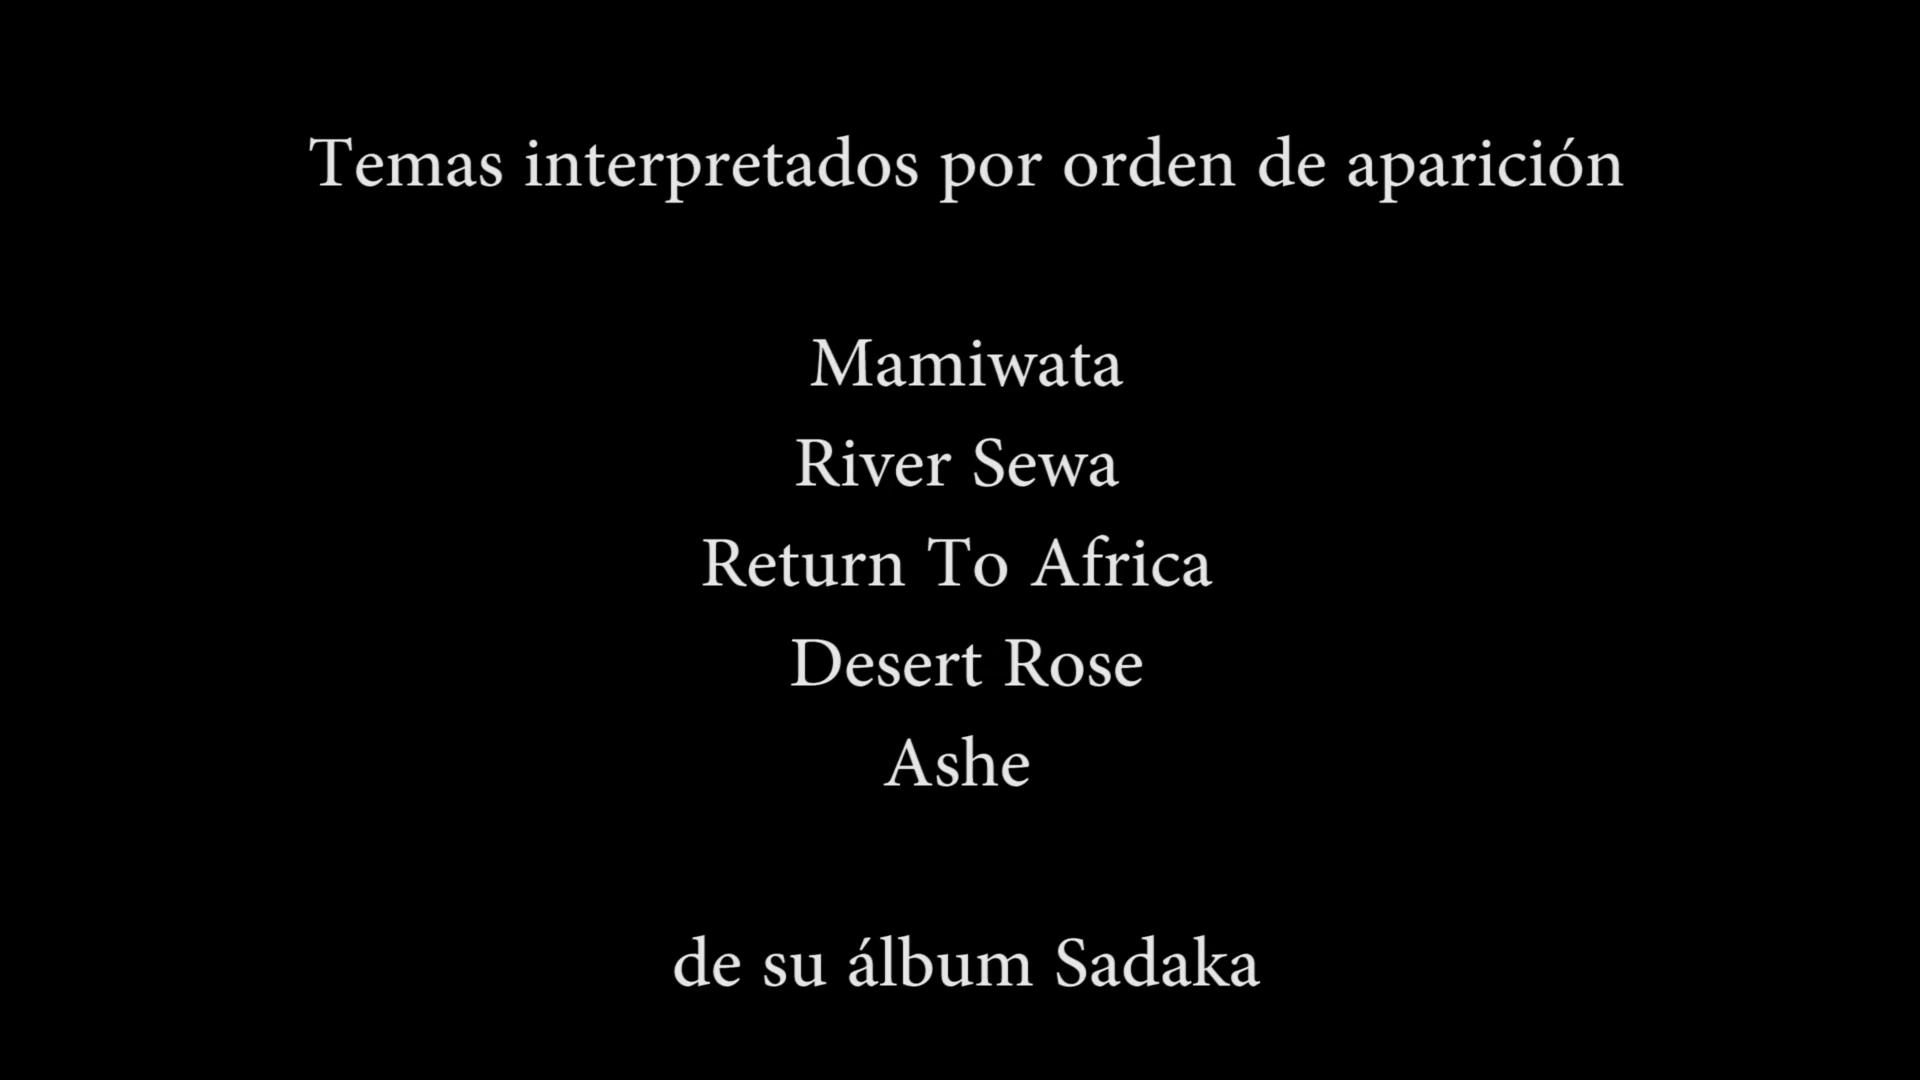 Temas interpretados por orden de aparición
Mamiwata
River Sewa
Return To Africa
Desert Rose
Ashe
de su álbum Sadaka